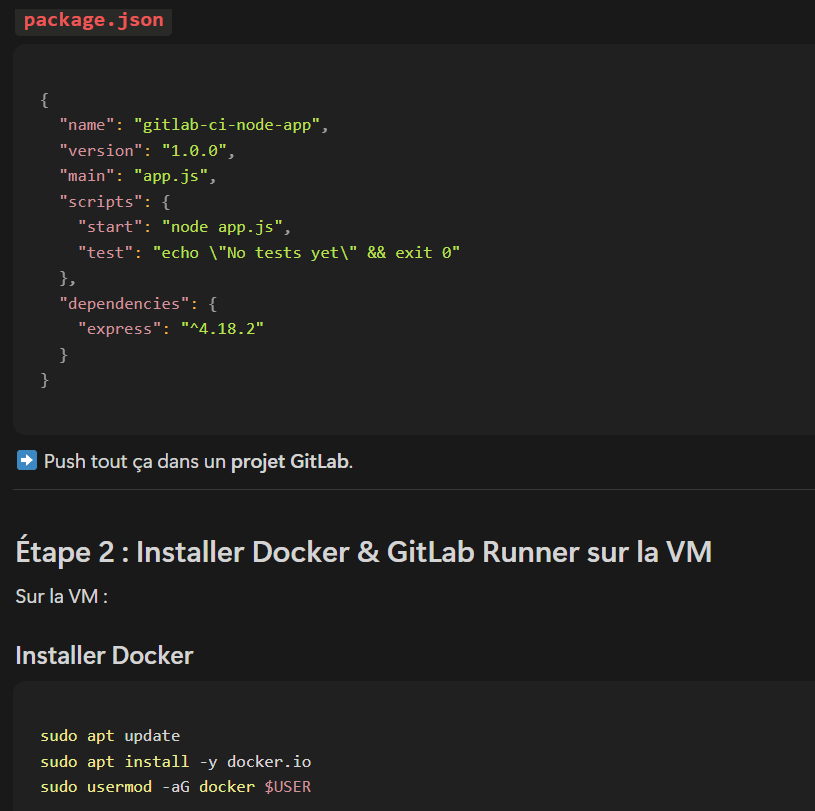 package.json
{
  "name": "gitlab-ci-node-app",
  "version": "1.0.0",
  "main": "app.js",
  "scripts": {
    "start": "node app.js",
    "test": "echo \"No tests yet\" && exit 0"
  },
  "dependencies": {
    "express": "^4.18.2"
  }
}
➡️ Push tout ça dans un projet GitLab.
Étape 2 : Installer Docker & GitLab Runner sur la VM
Sur la VM :
Installer Docker
sudo apt update
sudo apt install -y docker.io
sudo usermod -aG docker $USER